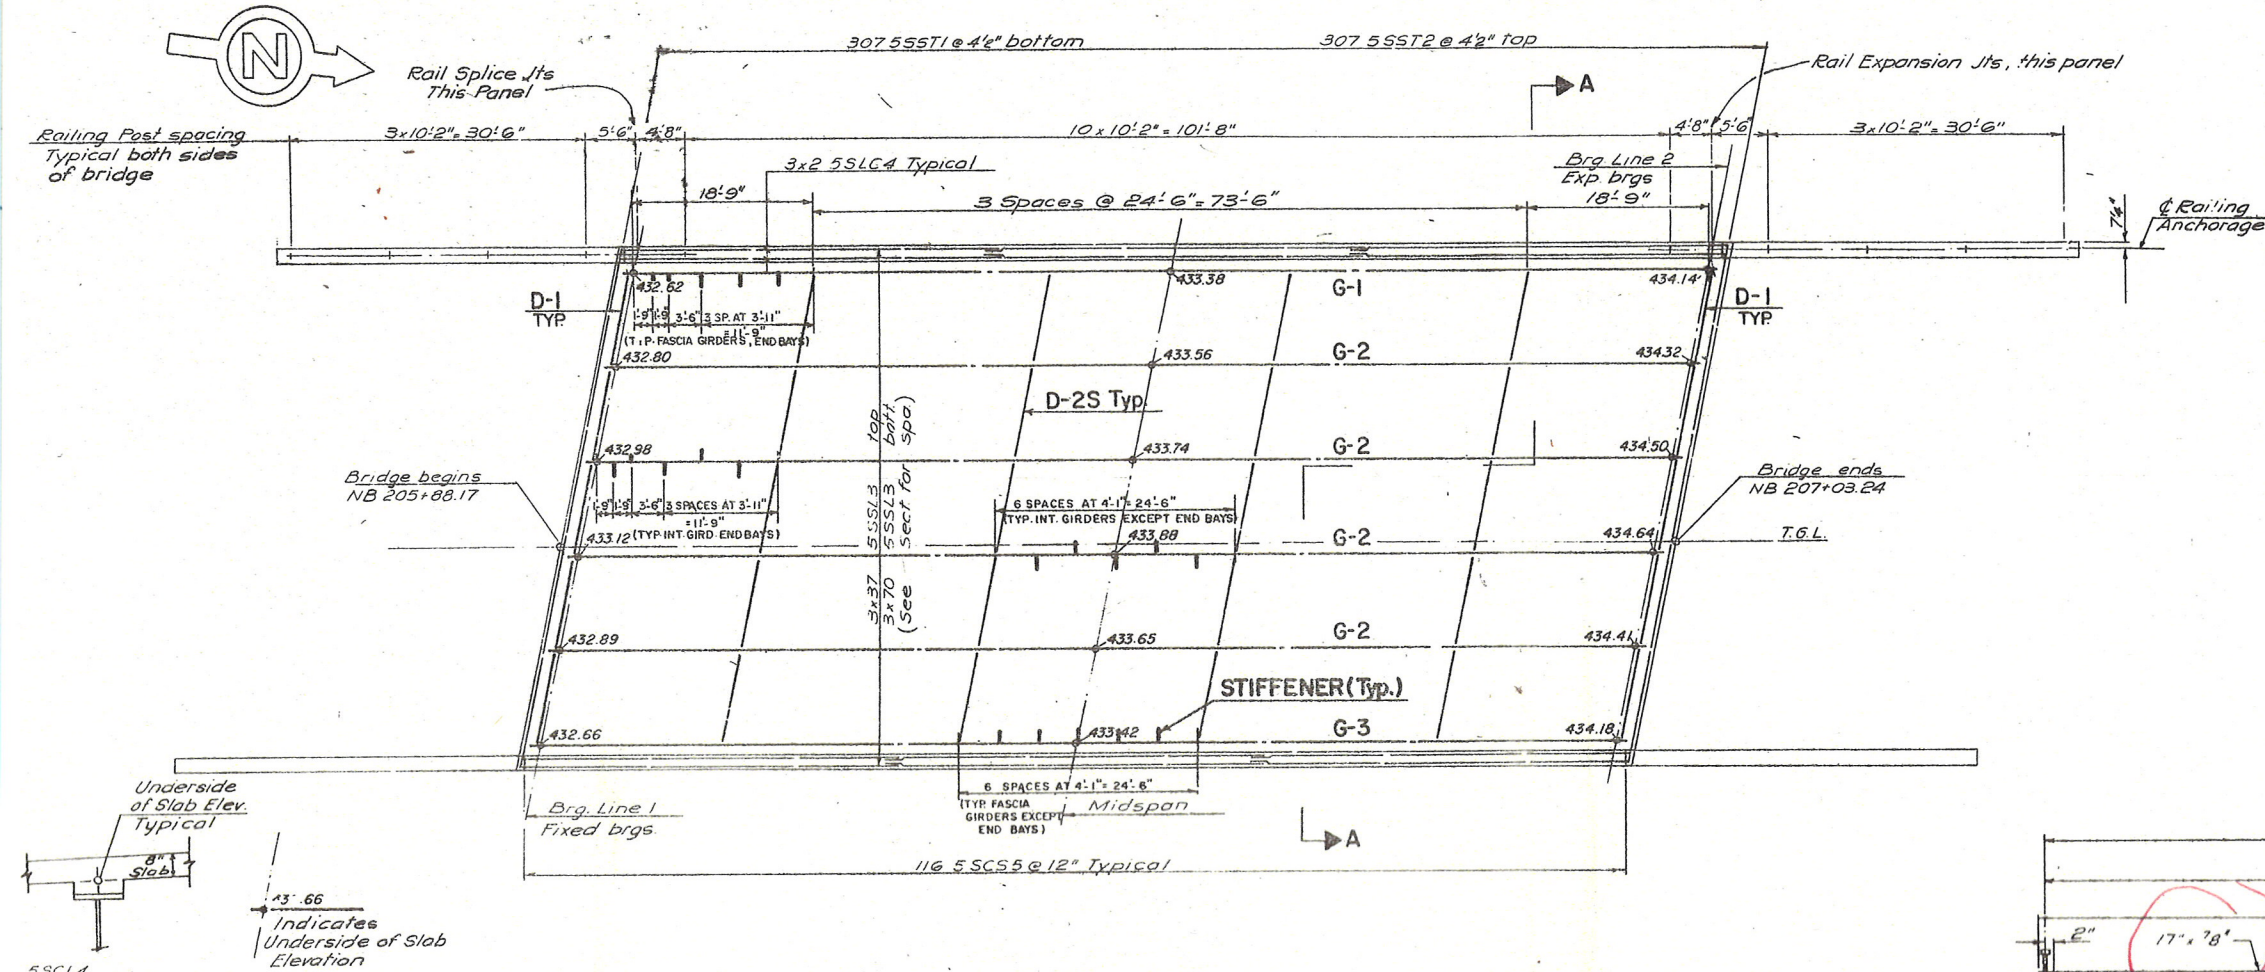 307 5SST1 @ 4½" bottom
307 5SST2 @ 4½" top
N
Rail Splice Jts
This Panel
A
Rail Expansion Jts, this panel
Railing Post spacing
Typical both sides
of bridge
3x10'-2"= 30'-6"
5'-6"
4'-8"
10 x 10'-2"= 101'-8"
4'-8"
5'-6"
3x10'-2"= 30'-6"
3x2 5SLC4 Typical
Brg Line 2
Exp. brgs
18'-9"
3 Spaces @ 24'-6"= 73'-6"
18'-9"
7¼"
℄ Railing
Anchorage
432.62
433.38
G-1
434.14
D-1
TYP.
D-1
TYP.
1'-9" 1'-9" 3'-6" 3 SP. AT 3'-11"
=11'-9"
(TYP. FASCIA GIRDERS, END BAYS)
432.80
433.56
G-2
434.32
D-2S Typ.
432.98
433.74
G-2
434.50
Bridge begins
NB 205+88.17
Bridge ends
NB 207+03.24
1'-9" 1'-9" 3'-6" 3 SPACES AT 3'-11"
=11'-9"
(TYP. INT. GIRD. END BAYS)
6 SPACES AT 4'-1"= 24'-6"
(TYP. INT. GIRDERS EXCEPT END BAYS)
3x37 5SSL3 top
3x70 5SSL3 bott.
(See Sect for spa.)
433.12
433.88
G-2
434.64
T.G.L.
432.89
433.65
G-2
434.41
STIFFENER (Typ.)
432.66
433.42
G-3
434.18
6 SPACES AT 4'-1"= 24'-6"
(TYP. FASCIA
GIRDERS EXCEPT
END BAYS)
Midspan
Brg. Line 1
Fixed brgs.
A
116 5SCS5 @ 12" Typical
Underside
of Slab Elev.
Typical
8"
Slab
.66
Indicates
Underside of Slab
Elevation
5SCL4
2"
17" x ⅞"